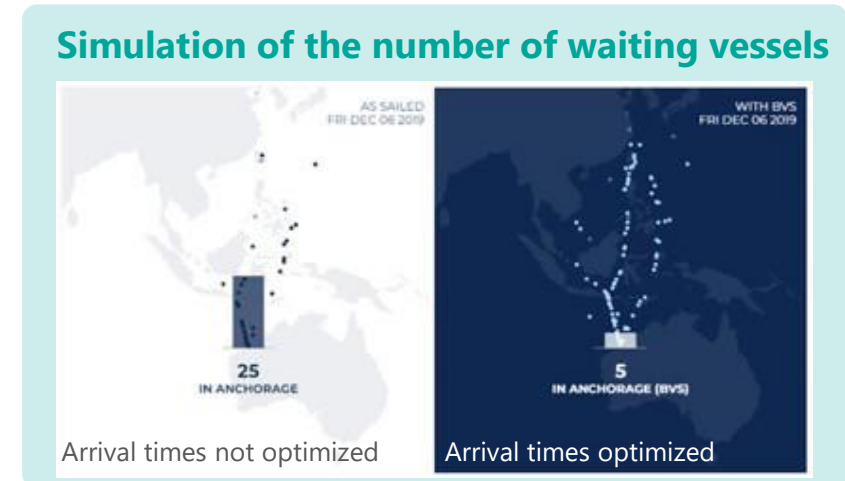 Simulation of the number of waiting vessels
AS SAILED
FRI DEC 06 2019
25
IN ANCHORAGE
Arrival times not optimized
WITH BVS
FRI DEC 06 2019
5
IN ANCHORAGE (BVS)
Arrival times optimized